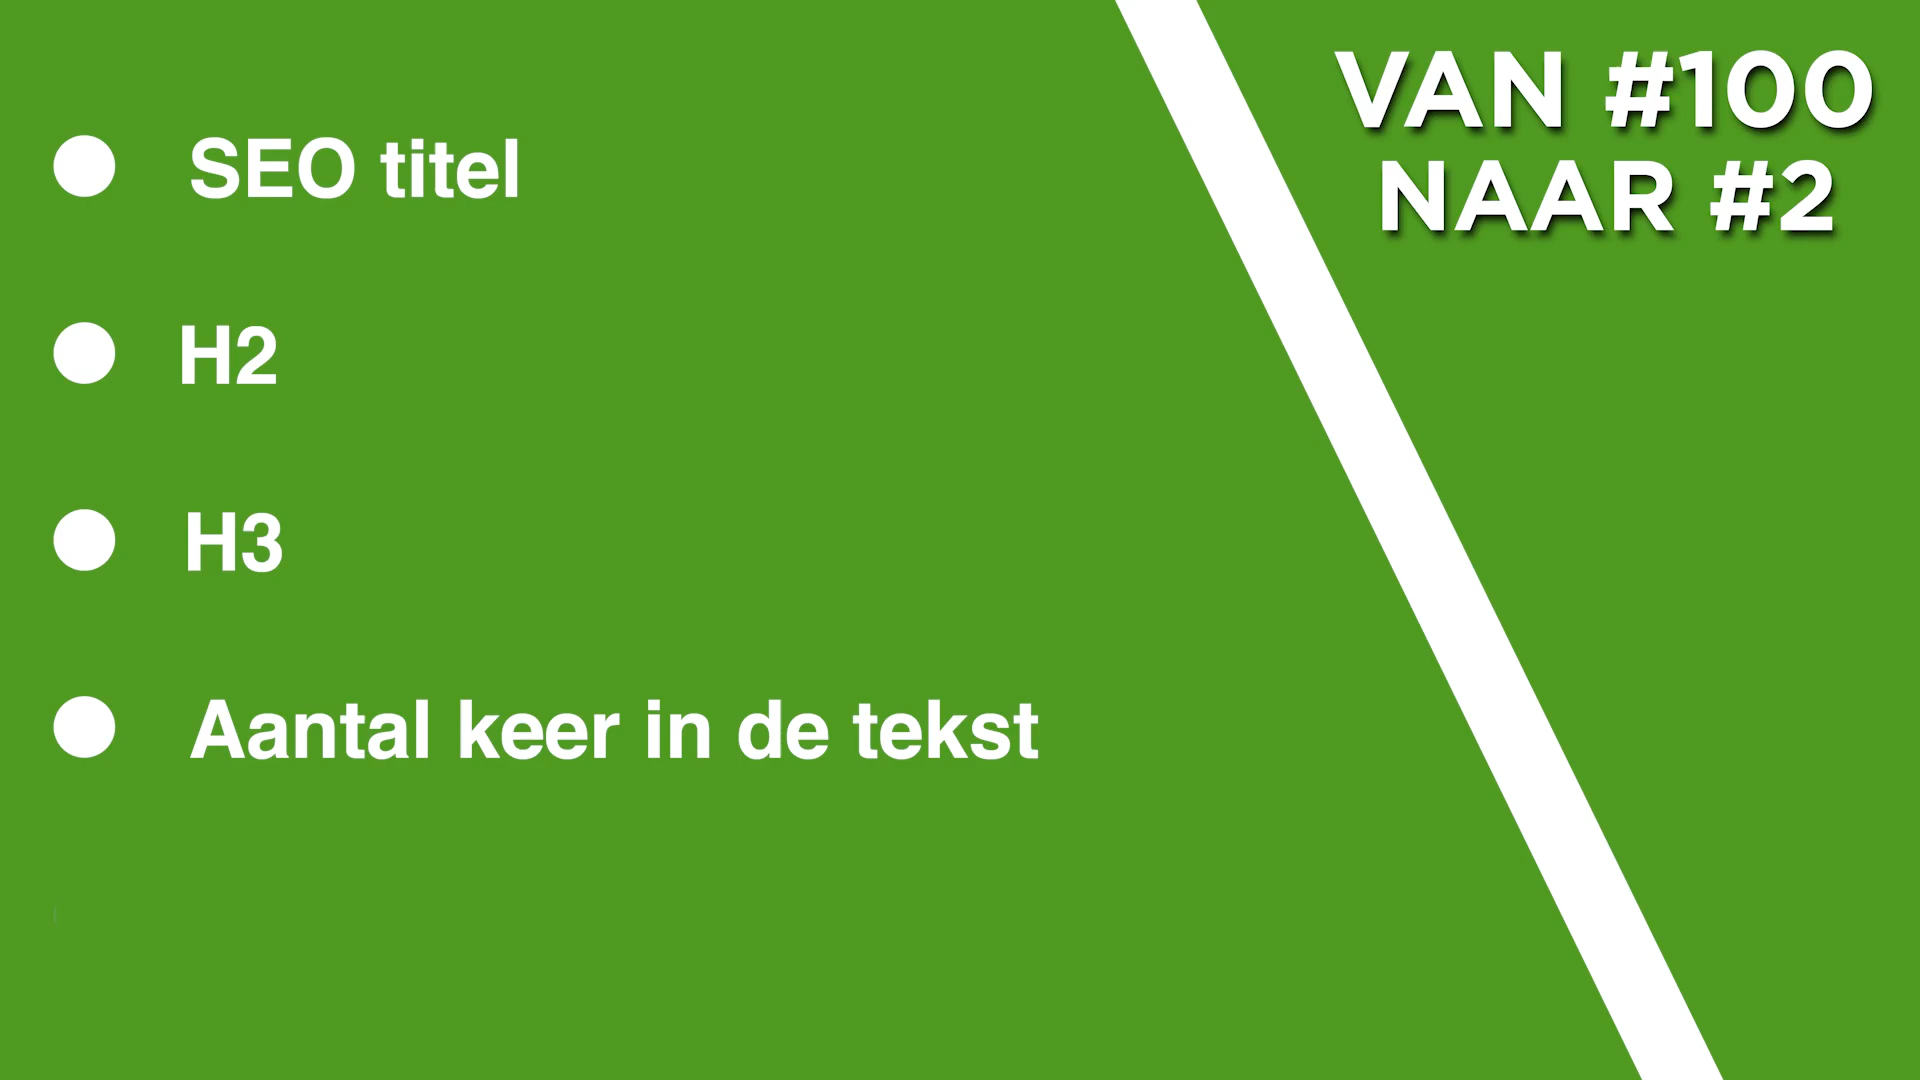 VAN #100
NAAR #2
SEO titel
H2
H3
Aantal keer in de tekst